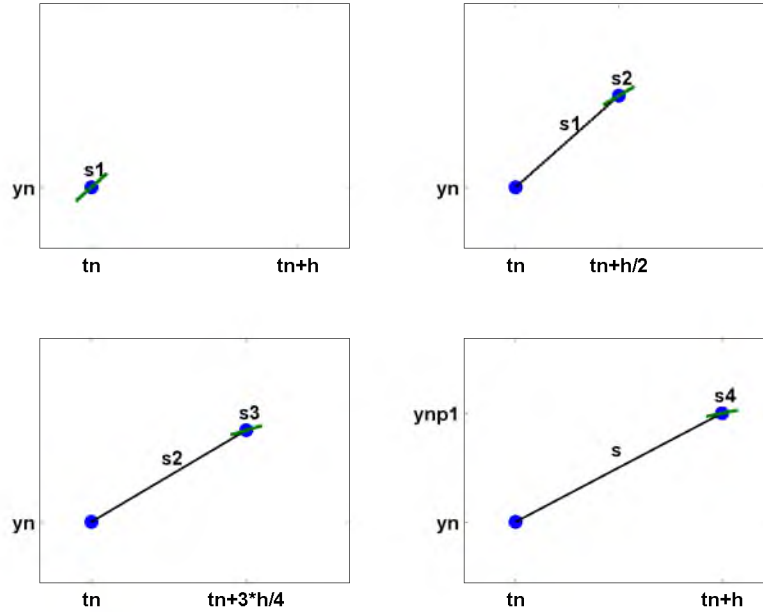 s1
yn
tn tn+h
s2
s1
yn
tn tn+h/2
s3
s2
yn
tn tn+3*h/4
s4
ynp1
s
yn
tn tn+h